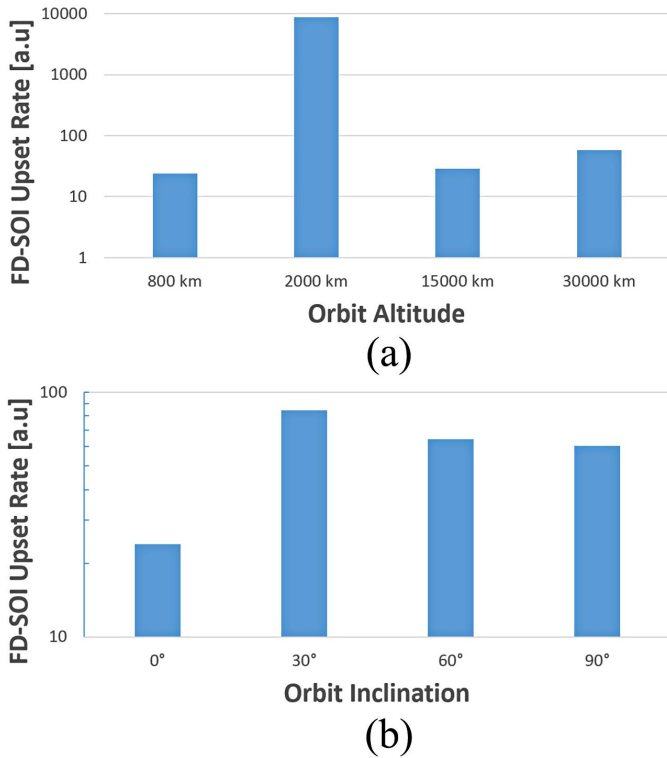 FD-SOI Upset Rate [a.u]
10000
1000
100
10
1
800 km 2000 km 15000 km 30000 km
Orbit Altitude
(a)
FD-SOI Upset Rate [a.u]
100
10
0° 30° 60° 90°
Orbit Inclination
(b)